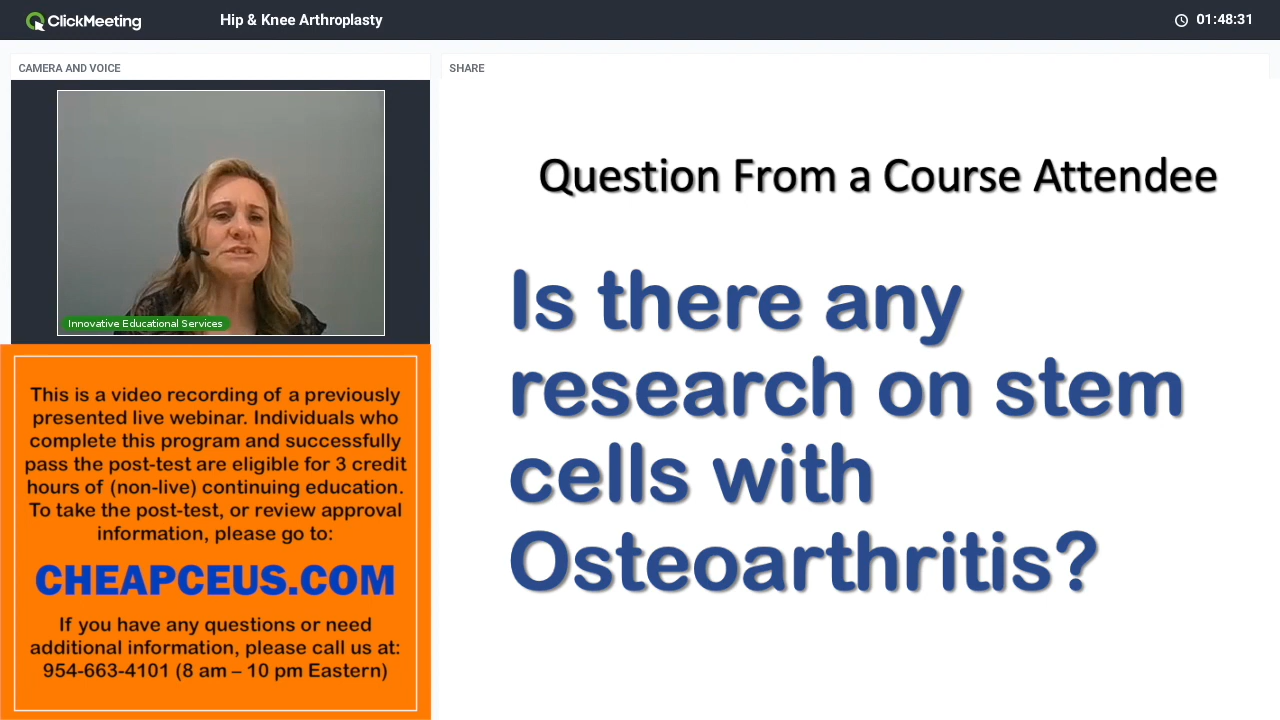 ClickMeeting
Hip & Knee Arthroplasty
01:48:31
CAMERA AND VOICE
SHARE
Innovative Educational Services
This is a video recording of a previously
presented live webinar. Individuals who
complete this program and successfully
pass the post-test are eligible for 3 credit
hours of (non-live) continuing education.
To take the post-test, or review approval
information, please go to:
CHEAPCEUS.COM
If you have any questions or need
additional information, please call us at:
954-663-4101 (8 am – 10 pm Eastern)
Question From a Course Attendee
Is there any
research on stem
cells with
Osteoarthritis?